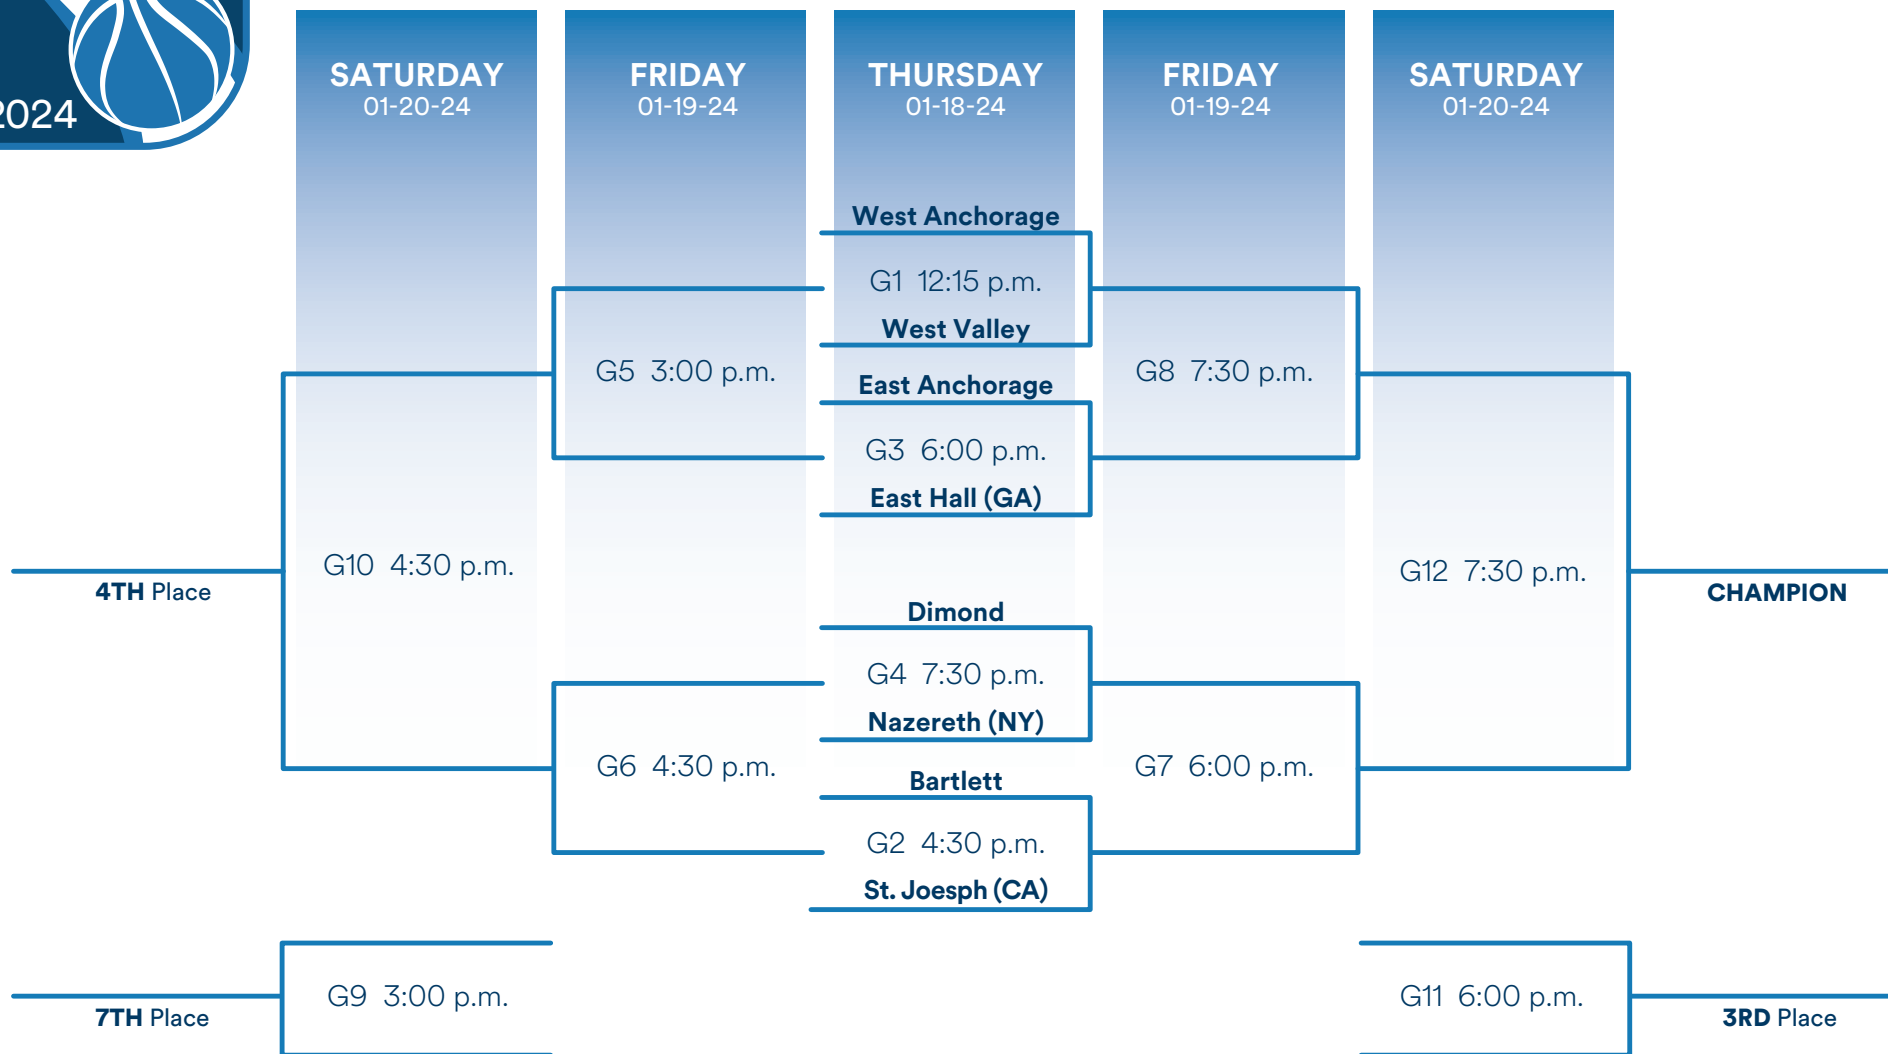 2024
SATURDAY
01-20-24
FRIDAY
01-19-24
THURSDAY
01-18-24
FRIDAY
01-19-24
SATURDAY
01-20-24
West Anchorage
G1 12:15 p.m.
West Valley
G5 3:00 p.m.
G8 7:30 p.m.
East Anchorage
G3 6:00 p.m.
East Hall (GA)
G10 4:30 p.m.
G12 7:30 p.m.
4TH Place
CHAMPION
Dimond
G4 7:30 p.m.
Nazereth (NY)
G6 4:30 p.m.
G7 6:00 p.m.
Bartlett
G2 4:30 p.m.
St. Joesph (CA)
G9 3:00 p.m.
G11 6:00 p.m.
7TH Place
3RD Place